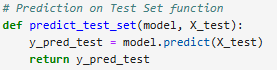 # Prediction on Test Set function
def predict_test_set(model, X_test):
    y_pred_test = model.predict(X_test)
    return y_pred_test